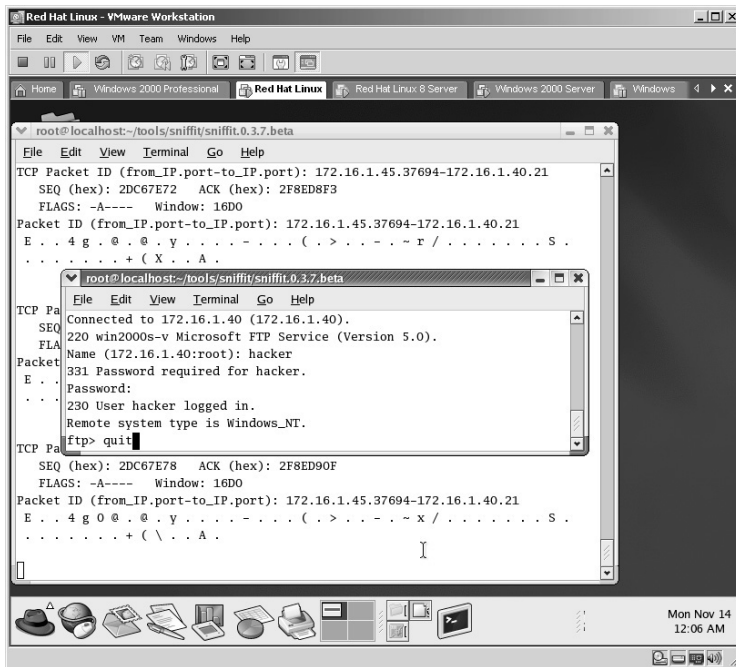 Red Hat Linux - VMware Workstation
File Edit View VM Team Windows Help
Home Windows 2000 Professional Red Hat Linux Red Hat Linux 8 Server Windows 2000 Server Windows
root@localhost:~/tools/sniffit/sniffit.0.3.7.beta
File Edit View Terminal Go Help
TCP Packet ID (from_IP.port-to_IP.port): 172.16.1.45.37694-172.16.1.40.21
SEQ (hex): 2DC67E72 ACK (hex): 2F8ED8F3
FLAGS: -A---- Window: 16D0
Packet ID (from_IP.port-to_IP.port): 172.16.1.45.37694-172.16.1.40.21
E . . 4 g . @ . @ . y . . . . - . . . ( . > . . - . ~ r / . . . . . . . S .
. . . . . . . + ( X . . A .
root@localhost:~/tools/sniffit/sniffit.0.3.7.beta
File Edit View Terminal Go Help
Connected to 172.16.1.40 (172.16.1.40).
220 win2000s-v Microsoft FTP Service (Version 5.0).
Name (172.16.1.40:root): hacker
331 Password required for hacker.
Password:
230 User hacker logged in.
Remote system type is Windows_NT.
ftp> quit
TCP Pa
SEQ
FLA
Packet
E . .
. . .
TCP Pa
SEQ (hex): 2DC67E78 ACK (hex): 2F8ED90F
FLAGS: -A---- Window: 16D0
Packet ID (from_IP.port-to_IP.port): 172.16.1.45.37694-172.16.1.40.21
E . . 4 g O @ . @ . y . . . . - . . . ( . > . . - . ~ x / . . . . . . . S .
. . . . . . . + ( \ . . A .
Mon Nov 14
12:06 AM